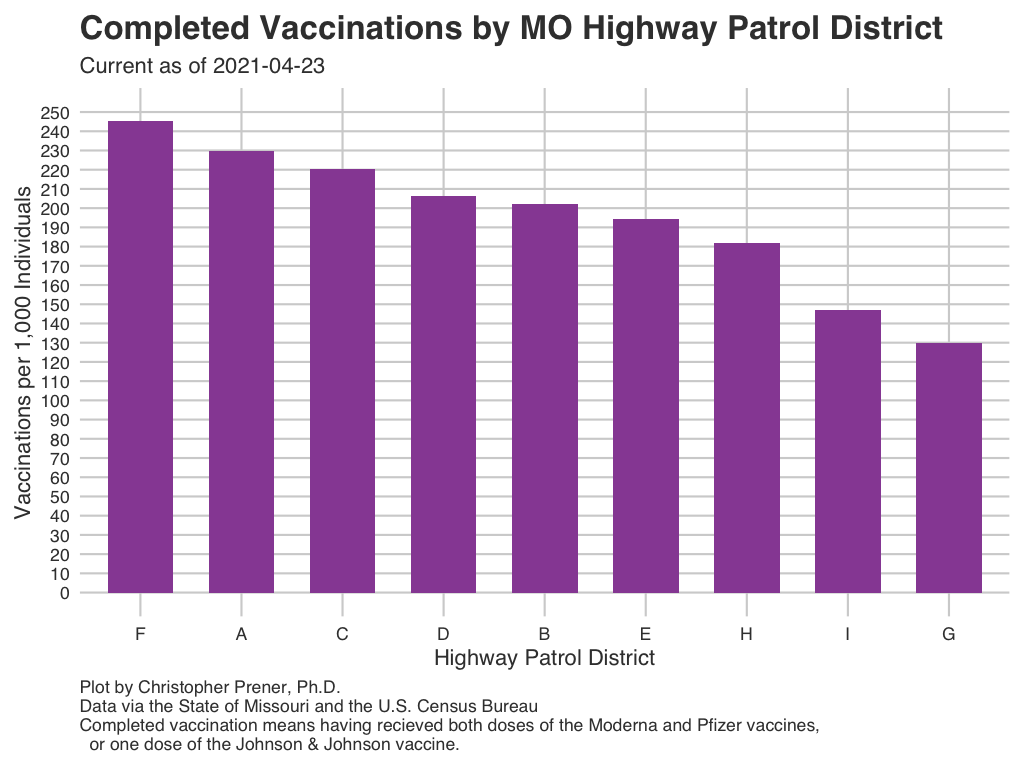 Completed Vaccinations by MO Highway Patrol District
Current as of 2021-04-23
Vaccinations per 1,000 Individuals
250
240
230
220
210
200
190
180
170
160
150
140
130
120
110
100
90
80
70
60
50
40
30
20
10
0
F A C D B E H I G
Highway Patrol District
Plot by Christopher Prener, Ph.D.
Data via the State of Missouri and the U.S. Census Bureau
Completed vaccination means having recieved both doses of the Moderna and Pfizer vaccines,
or one dose of the Johnson & Johnson vaccine.